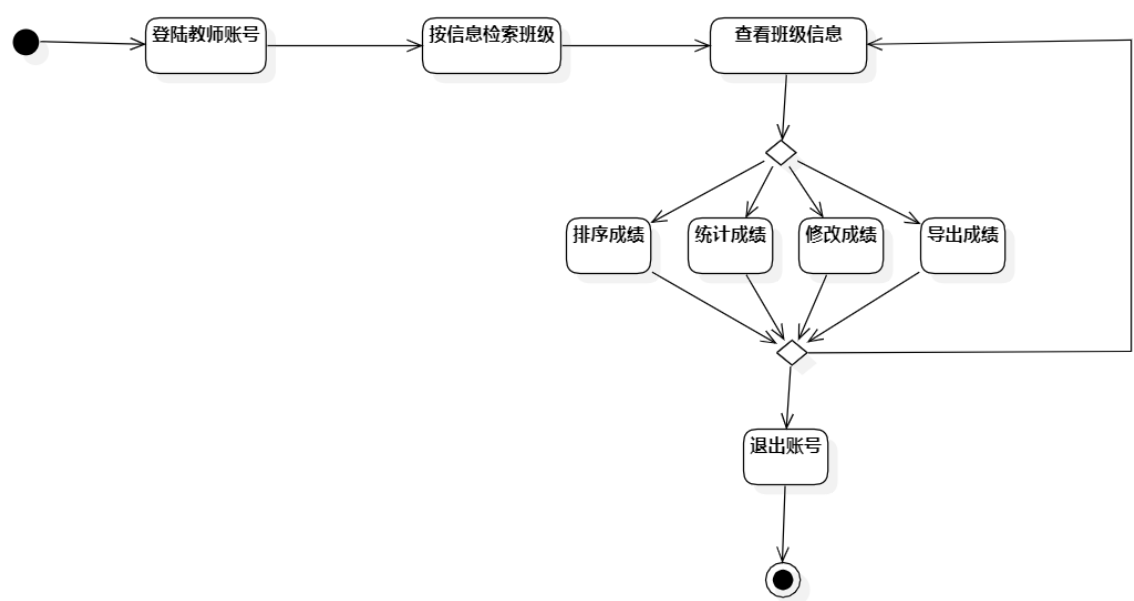 登陆教师账号
按信息检索班级
查看班级信息
排序成绩
统计成绩
修改成绩
导出成绩
退出账号